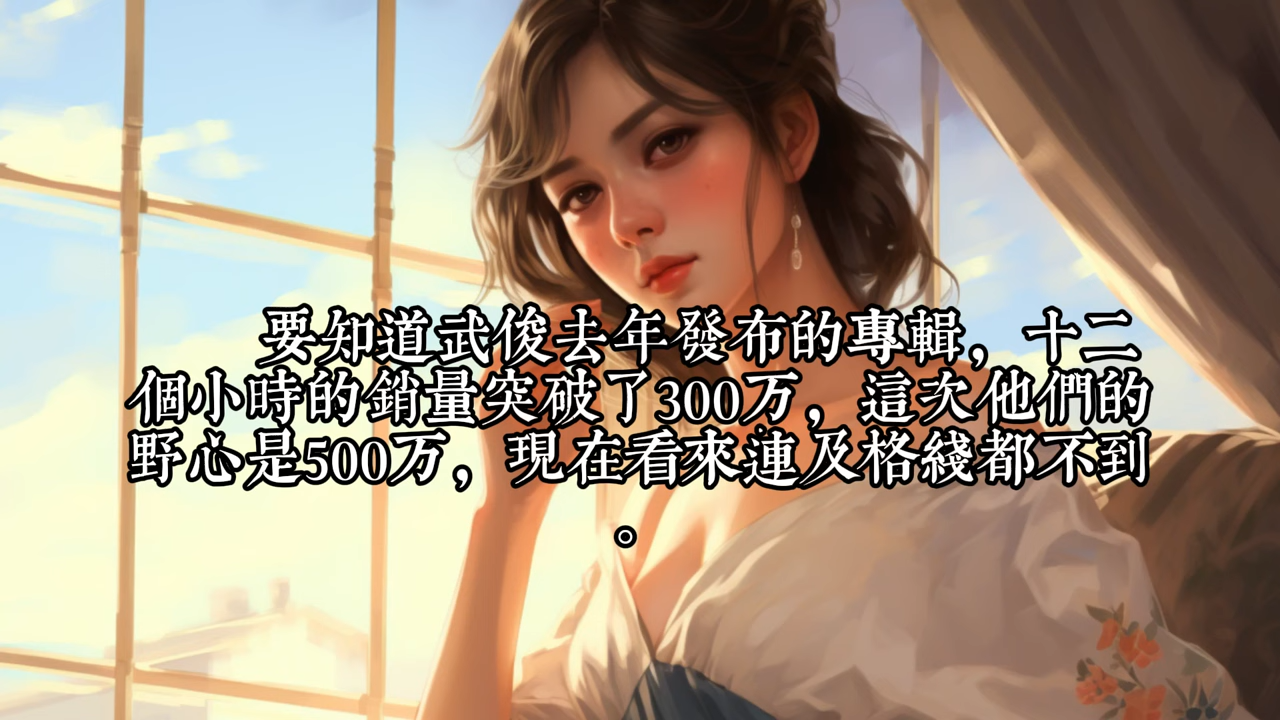 要知道武俊去年發布的專輯，十二
個小時的銷量突破了300万，這次他們的
野心是500万，現在看來連及格綫都不到
。